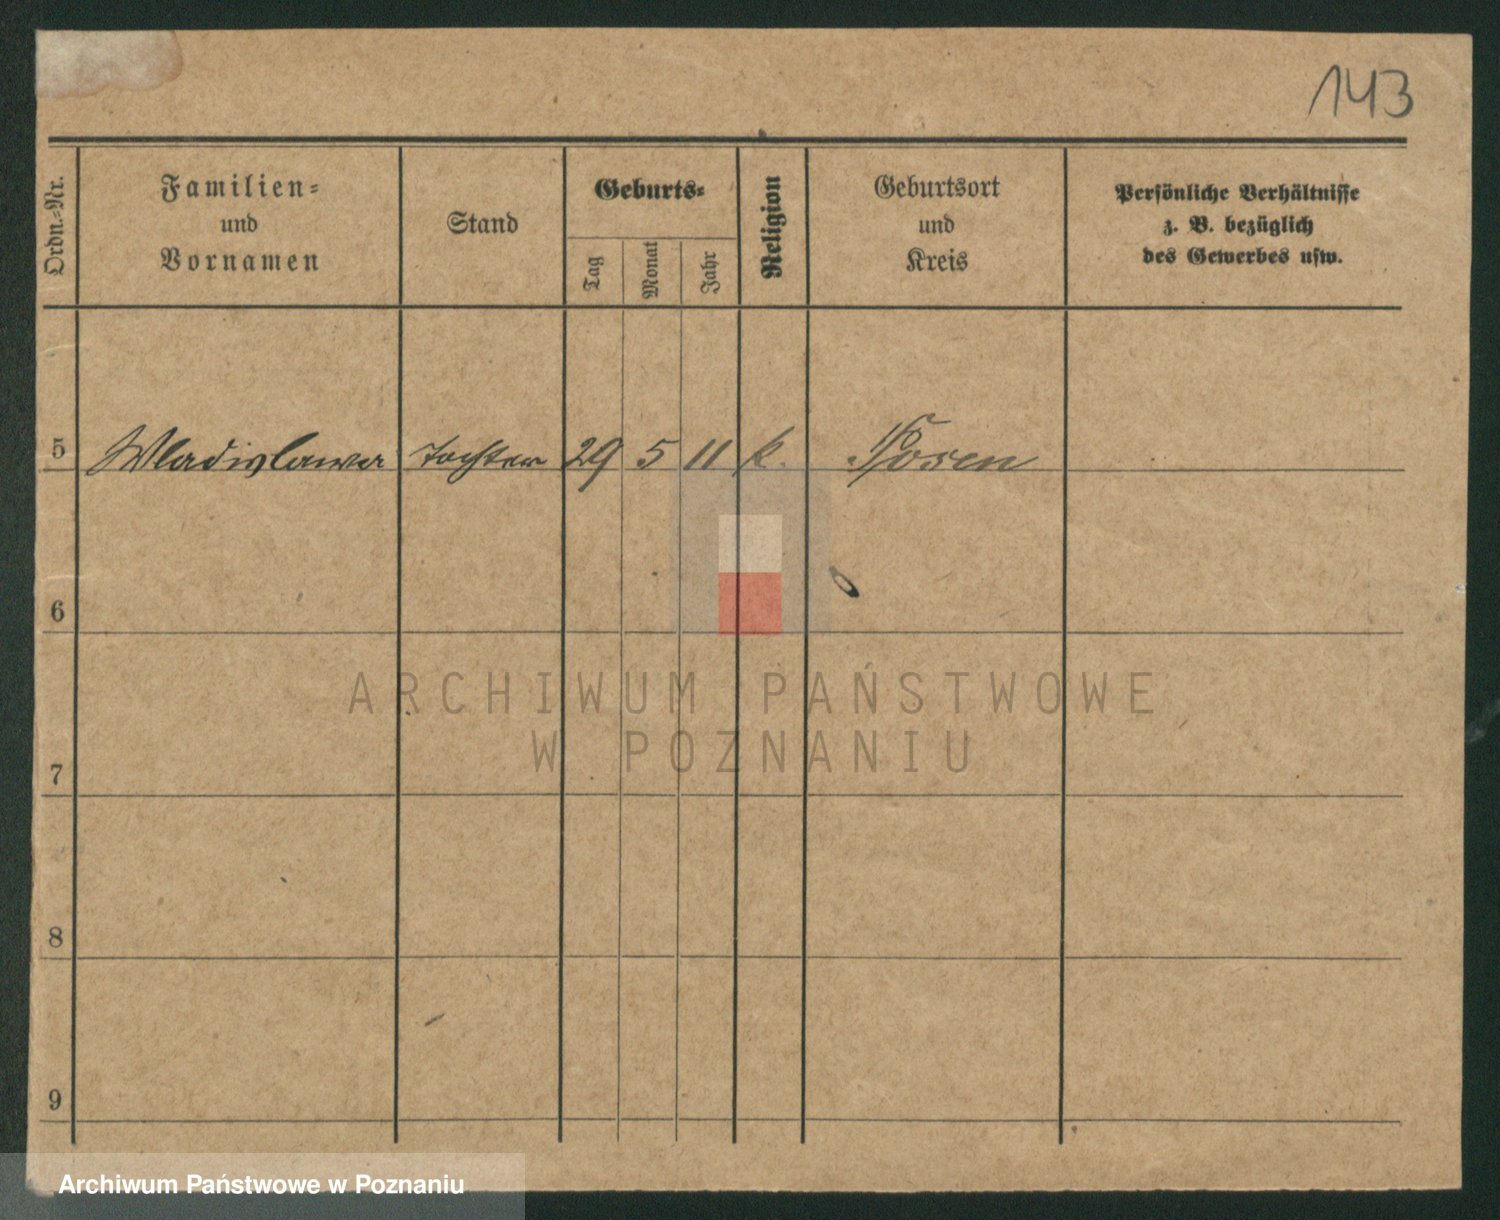 143
Ordn.=Nr.
Familien=
und
Vornamen
Stand
Geburts=
Tag
Monat
Jahr
Religion
Geburtsort
und
Kreis
Persönliche Verhältnisse
z. B. bezüglich
des Gewerbes usw.
5 Wladislawa Tochter 29 5 11 k. Posen
6
7
8
9
ARCHIWUM PAŃSTWOWE
W POZNANIU
Archiwum Państwowe w Poznaniu